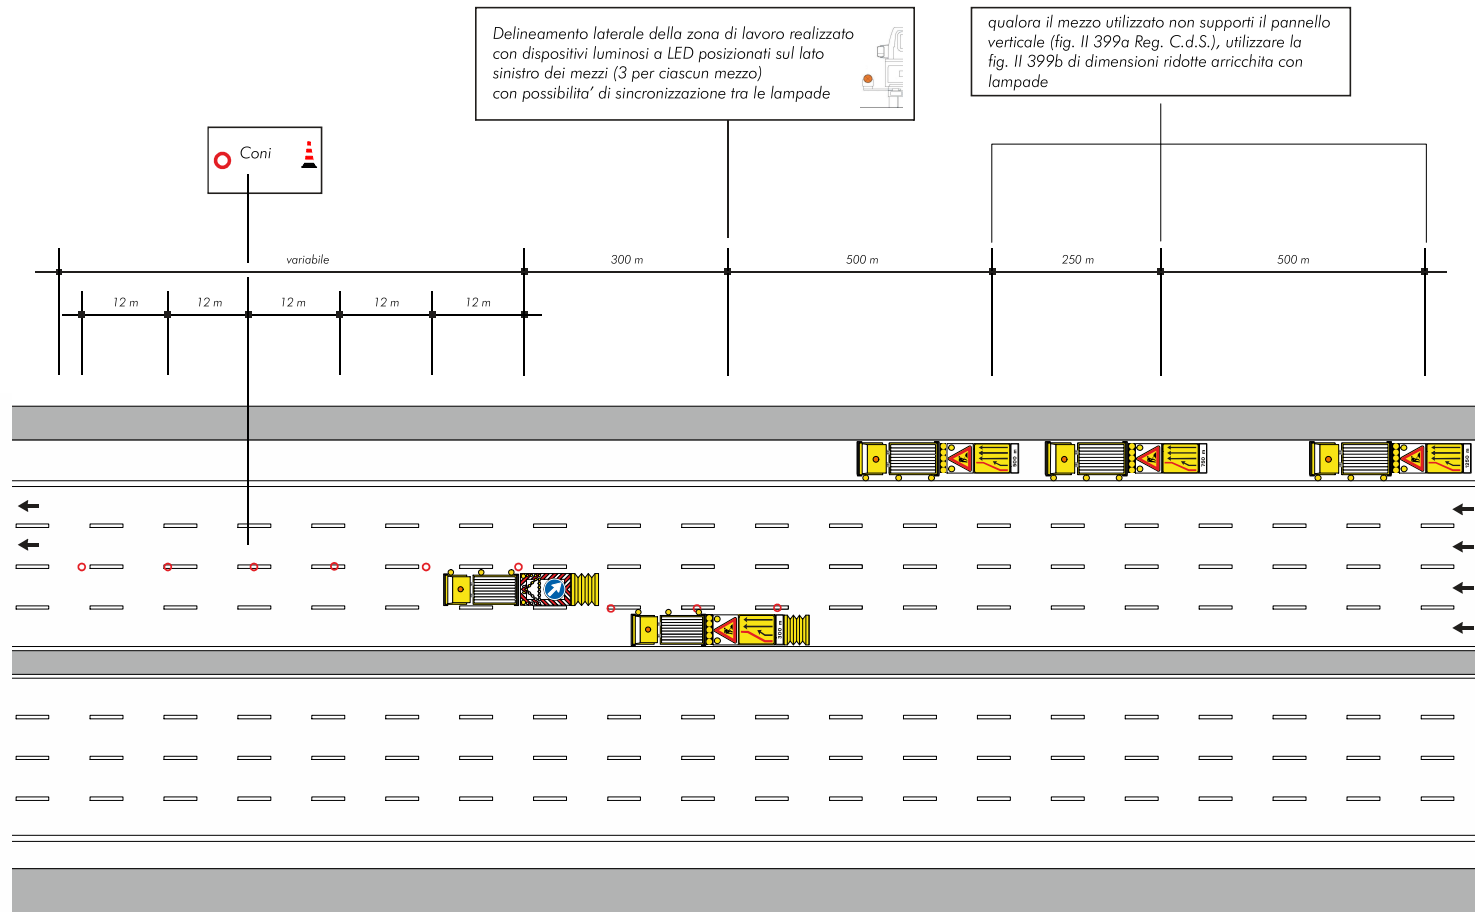 Delineamento laterale della zona di lavoro realizzato
con dispositivi luminosi a LED posizionati sul lato
sinistro dei mezzi (3 per ciascun mezzo)
con possibilita' di sincronizzazione tra le lampade
qualora il mezzo utilizzato non supporti il pannello
verticale (fig. II 399a Reg. C.d.S.), utilizzare la
fig. II 399b di dimensioni ridotte arricchita con
lampade
Coni
variabile
300 m
500 m
250 m
500 m
12 m
12 m
12 m
12 m
12 m
750 m
1250 m
300 m